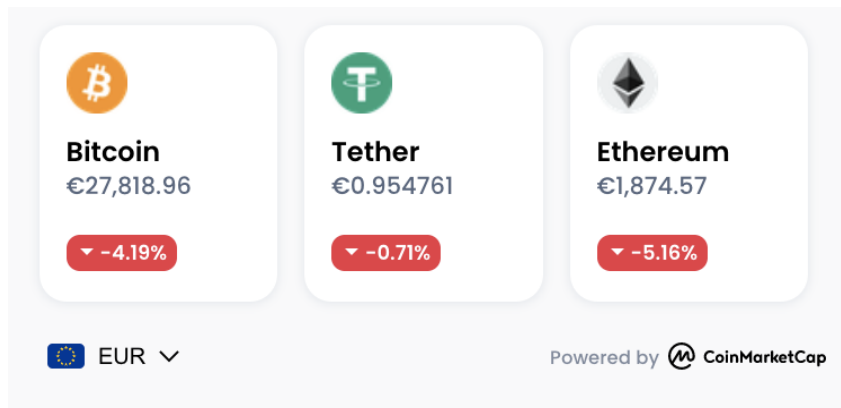 Bitcoin
€27,818.96
-4.19%
Tether
€0.954761
-0.71%
Ethereum
€1,874.57
-5.16%
EUR
Powered by CoinMarketCap